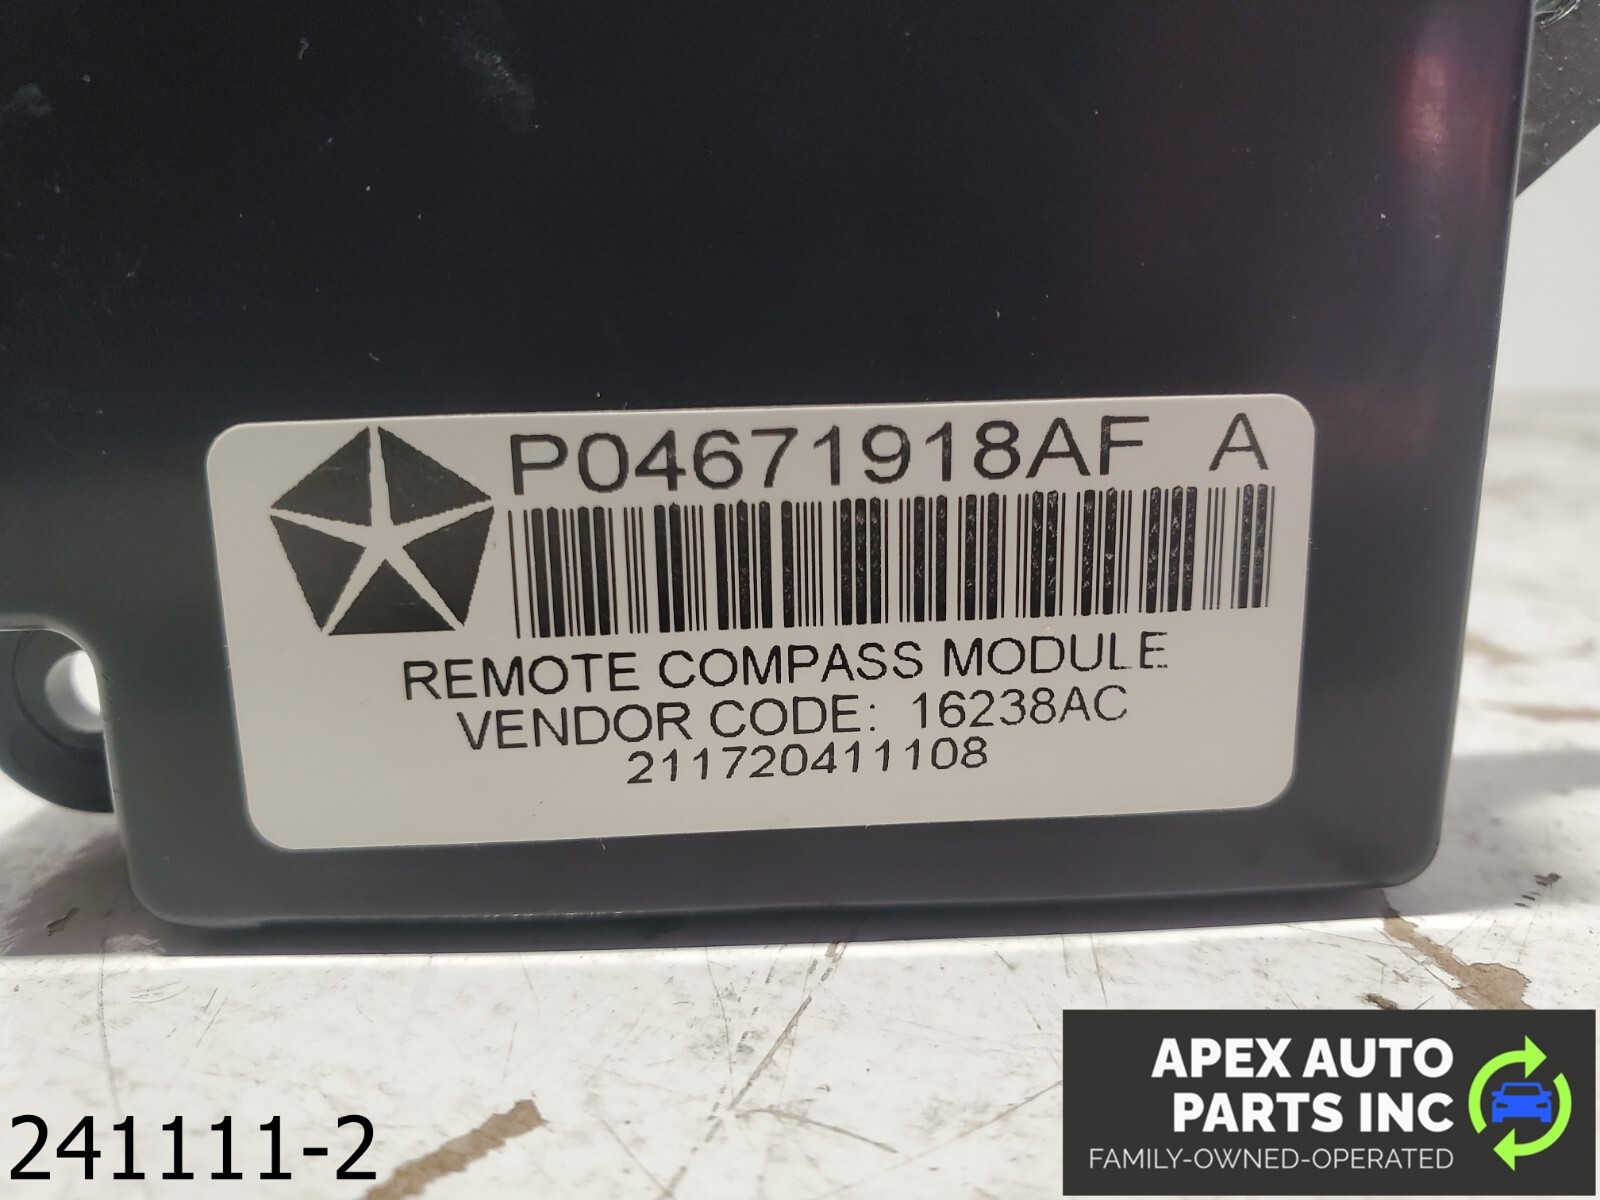 P04671918AF A
REMOTE COMPASS MODULE
VENDOR CODE: 16238AC
211720411108
241111-2
APEX AUTO
PARTS INC
FAMILY-OWNED-OPERATED